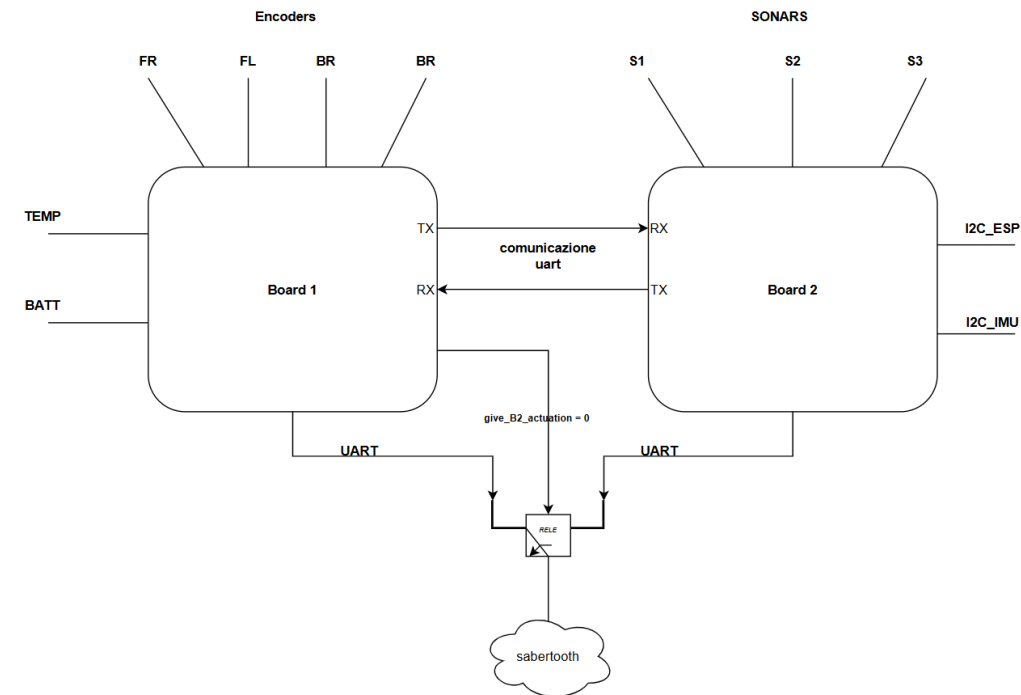 Encoders
SONARS
FR
FL
BR
BR
S1
S2
S3
TEMP
BATT
TX
RX
comunicazione
uart
RX
TX
Board 1
Board 2
I2C_ESP
I2C_IMU
give_B2_actuation = 0
UART
UART
RELE
sabertooth